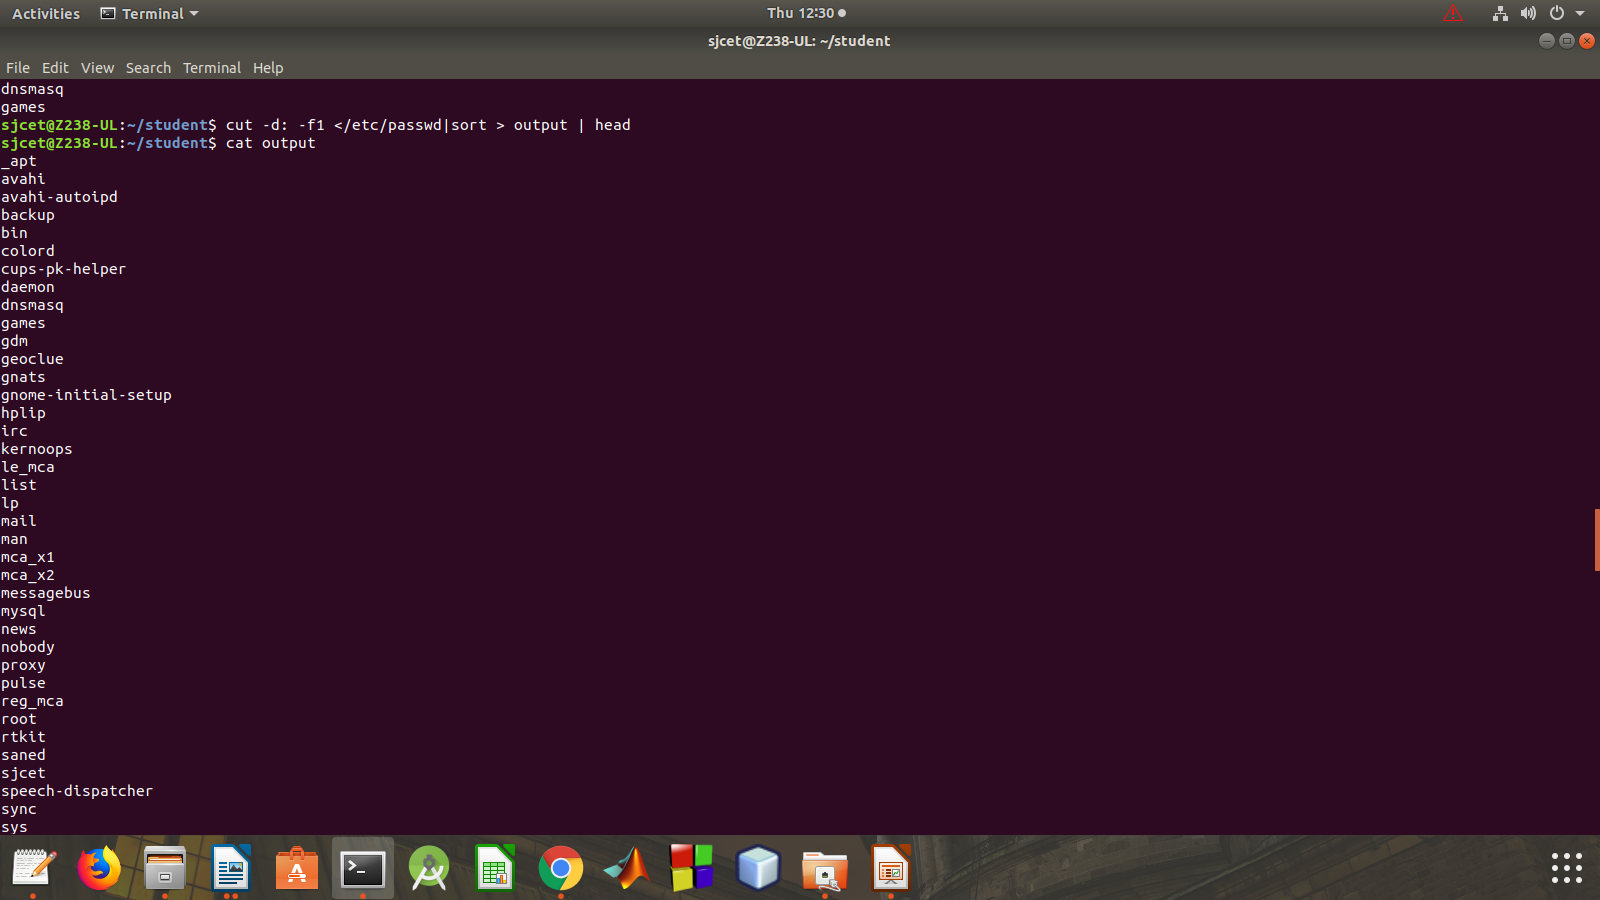 Activities Terminal Thu 12:30
sjcet@Z238-UL: ~/student
File Edit View Search Terminal Help
dnsmasq
games
sjcet@Z238-UL:~/student$ cut -d: -f1 </etc/passwd|sort > output | head
sjcet@Z238-UL:~/student$ cat output
_apt
avahi
avahi-autoipd
backup
bin
colord
cups-pk-helper
daemon
dnsmasq
games
gdm
geoclue
gnats
gnome-initial-setup
hplip
irc
kernoops
le_mca
list
lp
mail
man
mca_x1
mca_x2
messagebus
mysql
news
nobody
proxy
pulse
reg_mca
root
rtkit
saned
sjcet
speech-dispatcher
sync
sys